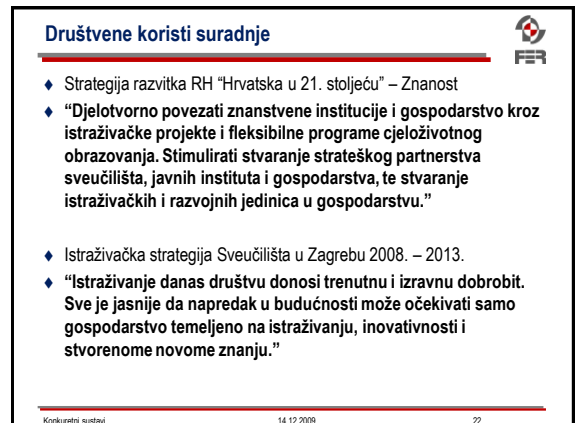 Društvene koristi suradnje
FER
♦ Strategija razvitka RH “Hrvatska u 21. stoljeću” – Znanost
♦ “Djelotvorno povezati znanstvene institucije i gospodarstvo kroz
istraživačke projekte i fleksibilne programe cjeloživotnog
obrazovanja. Stimulirati stvaranje strateškog partnerstva
sveučilišta, javnih instituta i gospodarstva, te stvaranje
istraživačkih i razvojnih jedinica u gospodarstvu.”
♦ Istraživačka strategija Sveučilišta u Zagrebu 2008. – 2013.
♦ “Istraživanje danas društvu donosi trenutnu i izravnu dobrobit.
Sve je jasnije da napredak u budućnosti može očekivati samo
gospodarstvo temeljeno na istraživanju, inovativnosti i
stvorenome novome znanju.”
Konkuretni sustavi 14.12.2009 22